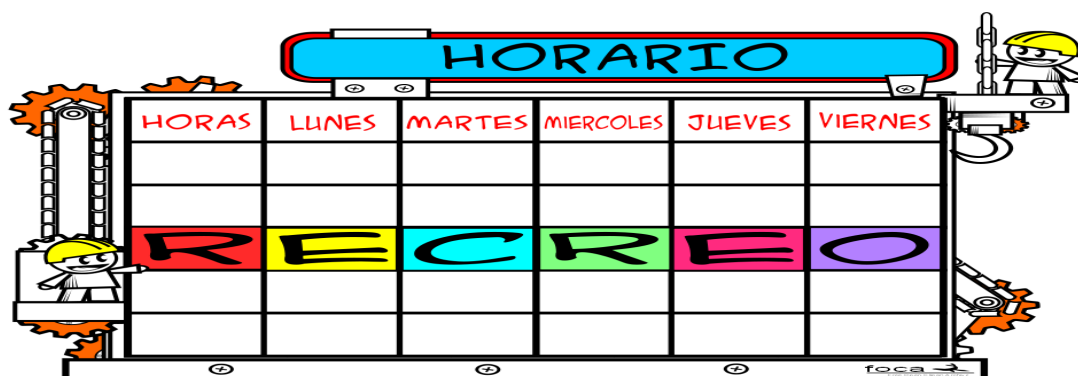 HORARIO
HORAS LUNES MARTES MIERCOLES JUEVES VIERNES
RECREO
foca